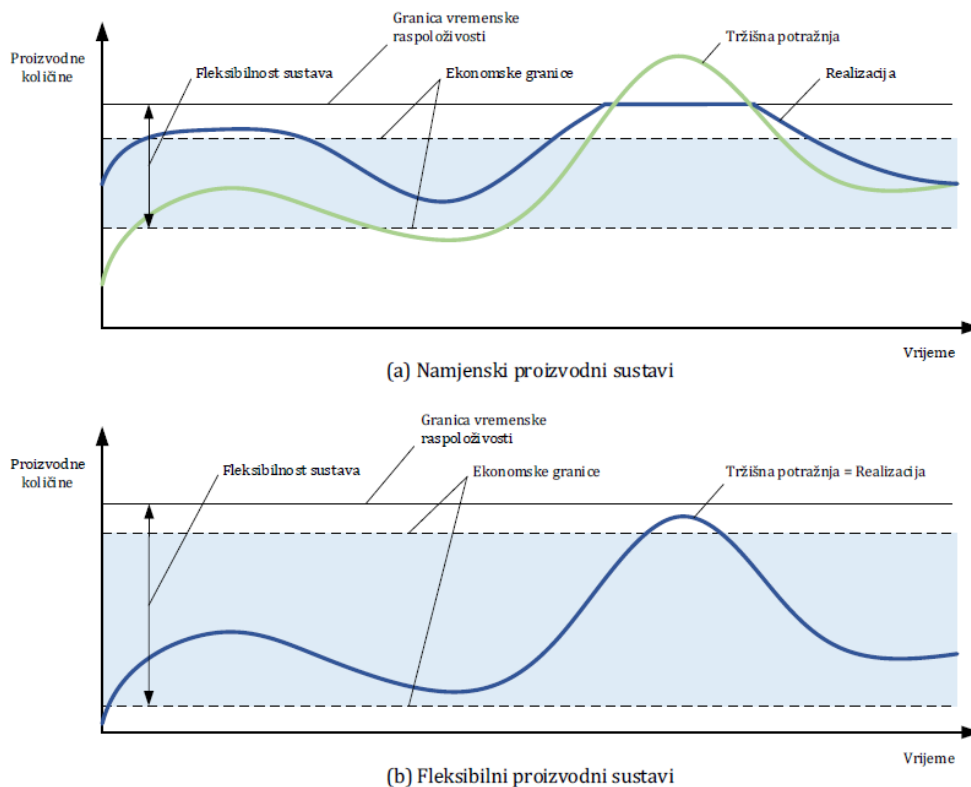 Granica vremenske
raspoloživosti
Tržišna potražnja
Proizvodne
količine
Fleksibilnost sustava
Ekonomske granice
Realizacija
Vrijeme
(a) Namjenski proizvodni sustavi
Granica vremenske
raspoloživosti
Proizvodne
količine
Fleksibilnost sustava
Ekonomske granice
Tržišna potražnja = Realizacija
Vrijeme
(b) Fleksibilni proizvodni sustavi